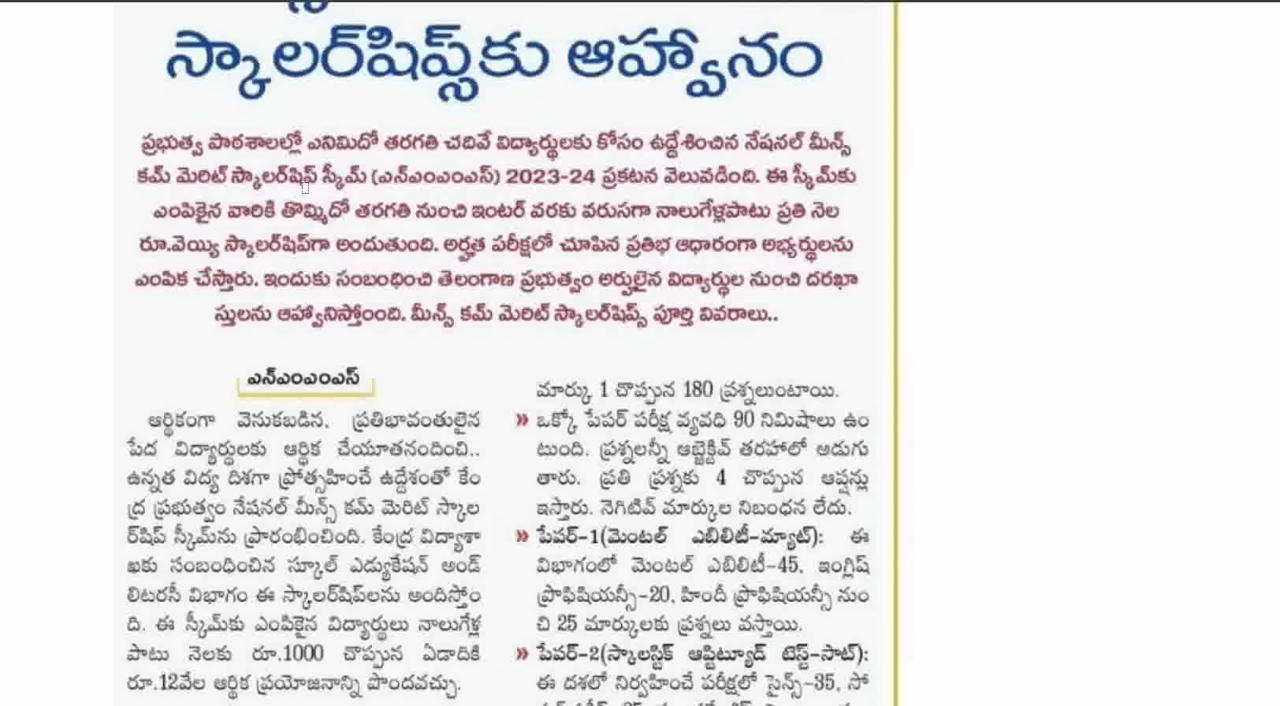 స్కాలర్‌షిప్స్‌కు ఆహ్వానం
ప్రభుత్వ పాఠశాలల్లో ఎనిమిదో తరగతి చదివే విద్యార్థులకు కోసం ఉద్దేశించిన నేషనల్ మీన్స్
కమ్ మెరిట్ స్కాలర్‌షిప్ స్కీమ్ (ఎన్‌ఎంఎంఎస్) 2023-24 ప్రకటన వెలువడింది. ఈ స్కీమ్‌కు
ఎంపికైన వారికి తొమ్మిదో తరగతి నుంచి ఇంటర్ వరకు వరుసగా నాలుగేళ్లపాటు ప్రతి నెల
రూ.వెయ్యి స్కాలర్‌షిప్‌గా అందుతుంది. అర్హత పరీక్షలో చూపిన ప్రతిభ ఆధారంగా అభ్యర్థులను
ఎంపిక చేస్తారు. ఇందుకు సంబంధించి తెలంగాణ ప్రభుత్వం అర్హులైన విద్యార్థుల నుంచి దరఖా
స్తులను ఆహ్వానిస్తోంది. మీన్స్ కమ్ మెరిట్ స్కాలర్‌షిప్స్ పూర్తి వివరాలు..
ఎన్‌ఎంఎంఎస్
ఆర్థికంగా వెనుకబడిన, ప్రతిభావంతులైన
పేద విద్యార్థులకు ఆర్థిక చేయూతనందించి..
ఉన్నత విద్య దిశగా ప్రోత్సహించే ఉద్దేశంతో కేం
ద్ర ప్రభుత్వం నేషనల్ మీన్స్ కమ్ మెరిట్ స్కాల
ర్‌షిప్ స్కీమ్‌ను ప్రారంభించింది. కేంద్ర విద్యాశా
ఖకు సంబంధించిన స్కూల్ ఎడ్యుకేషన్ అండ్
లిటరసీ విభాగం ఈ స్కాలర్‌షిప్‌లను అందిస్తోం
ది. ఈ స్కీమ్‌కు ఎంపికైన విద్యార్థులు నాలుగేళ్ల
పాటు నెలకు రూ.1000 చొప్పున ఏడాదికి
రూ.12వేల ఆర్థిక ప్రయోజనాన్ని పొందవచ్చు.
మార్కు 1 చొప్పున 180 ప్రశ్నలుంటాయి.
» ఒక్కో పేపర్ పరీక్ష వ్యవధి 90 నిమిషాలు ఉం
టుంది. ప్రశ్నలన్నీ ఆబ్జెక్టివ్ తరహాలో అడుగు
తారు. ప్రతి ప్రశ్నకు 4 చొప్పున ఆప్షన్లు
ఇస్తారు. నెగిటివ్ మార్కుల నిబంధన లేదు.
» పేపర్-1(మెంటల్ ఎబిలిటీ-మ్యాట్): ఈ
విభాగంలో మెంటల్ ఎబిలిటీ-45, ఇంగ్లిష్
ప్రొఫిషియన్సీ-20, హిందీ ప్రొఫిషియన్సీ నుం
చి 25 మార్కులకు ప్రశ్నలు వస్తాయి.
» పేపర్-2(స్కాలస్టిక్ ఆప్టిట్యూడ్ టెస్ట్-సాట్):
ఈ దశలో నిర్వహించే పరీక్షలో సైన్స్-35, సో